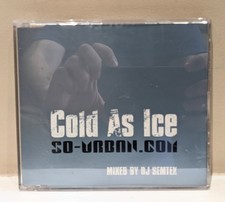 Cold As Ice
SO-URBAN.COM
MIXED BY DJ SEMTEX